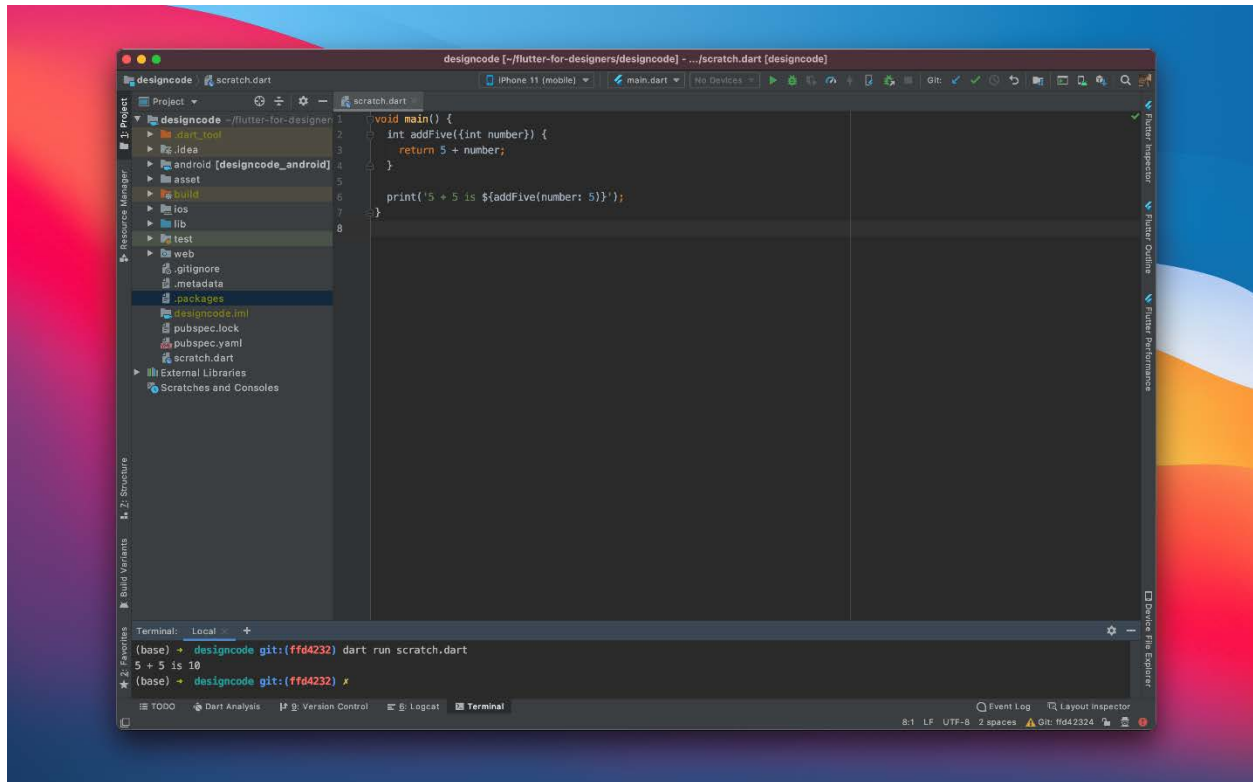 designcode [~/flutter-for-designers/designcode] - .../scratch.dart [designcode]
designcode scratch.dart iPhone 11 (mobile) main.dart No Devices Git:
Project scratch.dart
designcode ~/flutter-for-designers
.dart_tool
.idea
android [designcode_android]
asset
build
ios
lib
test
web
.gitignore
.metadata
.packages
designcode.iml
pubspec.lock
pubspec.yaml
scratch.dart
External Libraries
Scratches and Consoles
1 void main() {
2 int addFive({int number}) {
3 return 5 + number;
4 }
5
6 print('5 + 5 is ${addFive(number: 5)}');
7 }
8
1: Project
Resource Manager
7: Structure
Build Variants
2: Favorites
Flutter Inspector
Flutter Outline
Flutter Performance
Device File Explorer
Terminal: Local +
(base) → designcode git:(ffd4232) dart run scratch.dart
5 + 5 is 10
(base) → designcode git:(ffd4232) ✗
TODO Dart Analysis 9: Version Control 6: Logcat Terminal Event Log Layout Inspector
8:1 LF UTF-8 2 spaces Git: ffd42324